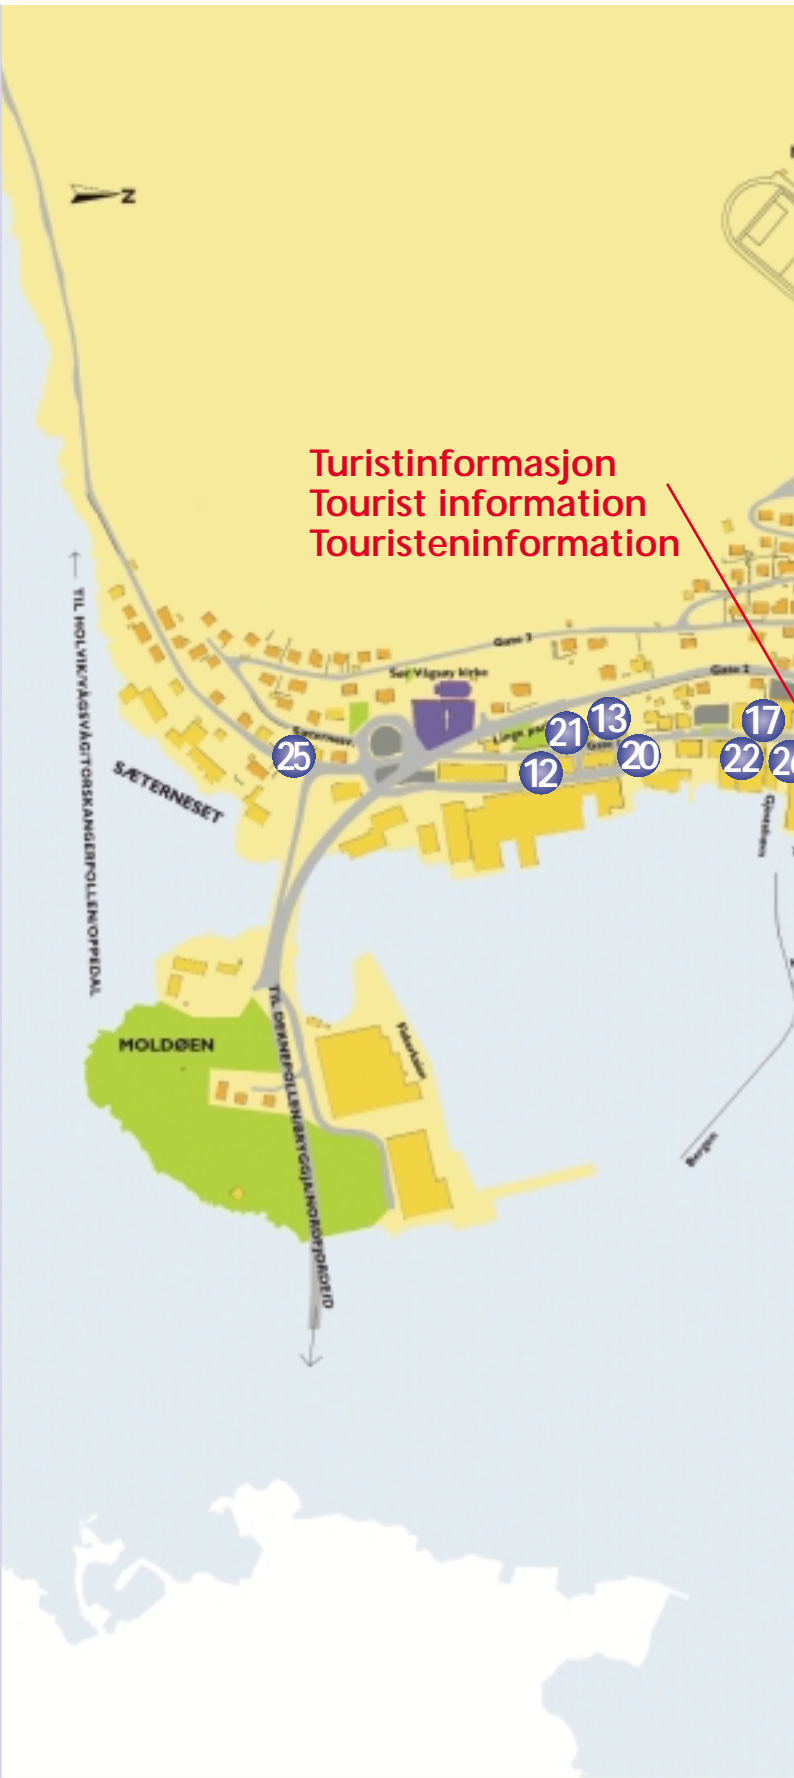 Z
Turistinformasjon
Tourist information
Touristeninformation
Gate 3
Sør Vågsøy kirke
Gate 2
13
17
21
25
20
22
12
SÆTERNESET
TIL HOLVIK/VÅGSVÅG/TORSKANGERPOLLEN/OPPEDAL
MOLDØEN
TIL DEKNEPOLLEN/BRYGGJA/NORDFJORDEID
Fiskerkaien
Bergen